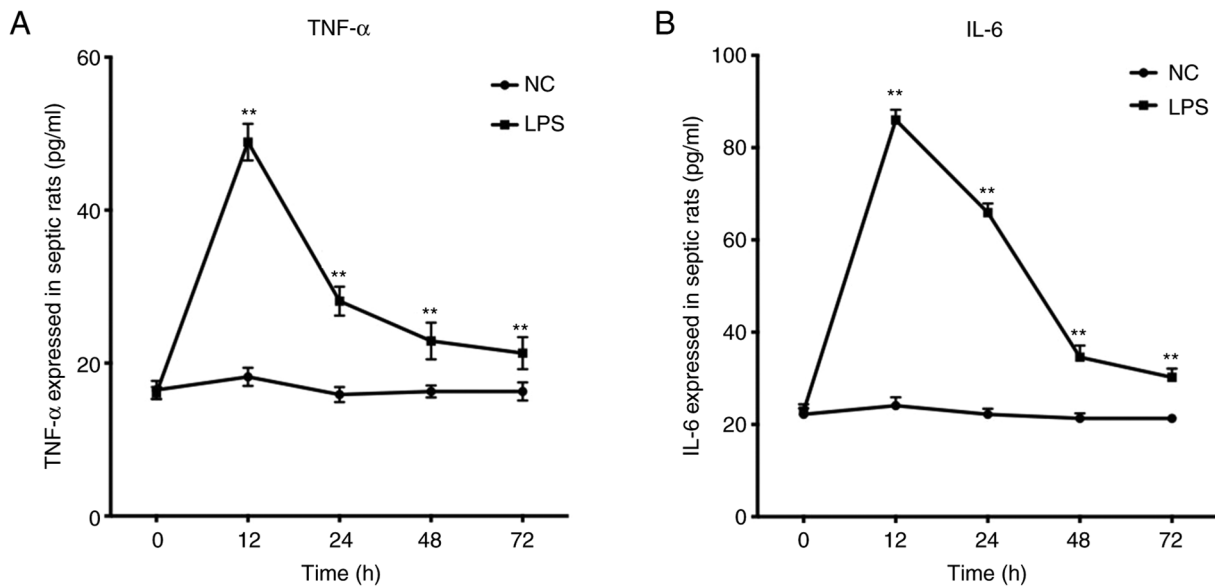 A
TNF-α
TNF-α expressed in septic rats (pg/ml)
60
40
20
0
NC
LPS
**
**
**
**
0 12 24 48 72
Time (h)
B
IL-6
IL-6 expressed in septic rats (pg/ml)
100
80
60
40
20
0
NC
LPS
**
**
**
**
0 12 24 48 72
Time (h)